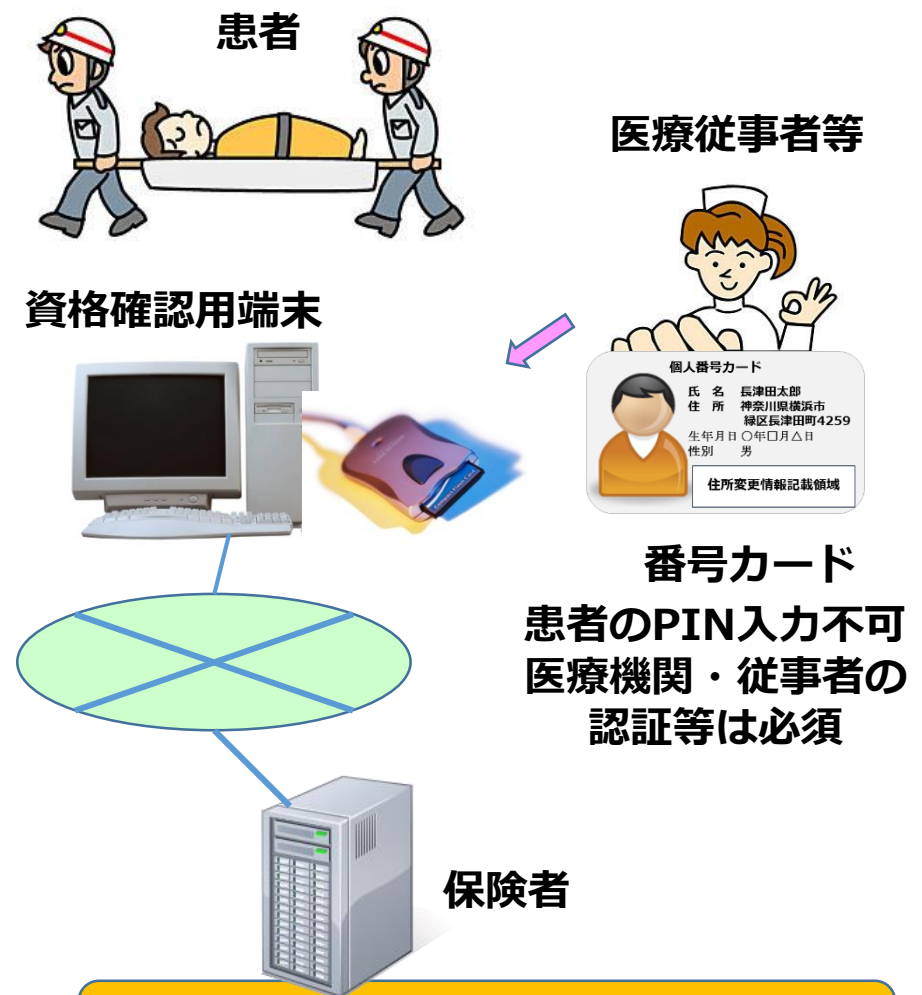 患者
医療従事者等
資格確認用端末
個人番号カード
氏 名 長津田太郎
住 所 神奈川県横浜市
緑区長津田町4259
生年月日 〇年□月△日
性別 男
住所変更情報記載領域
番号カード
患者のPIN入力不可
医療機関・従事者の
認証等は必須
保険者